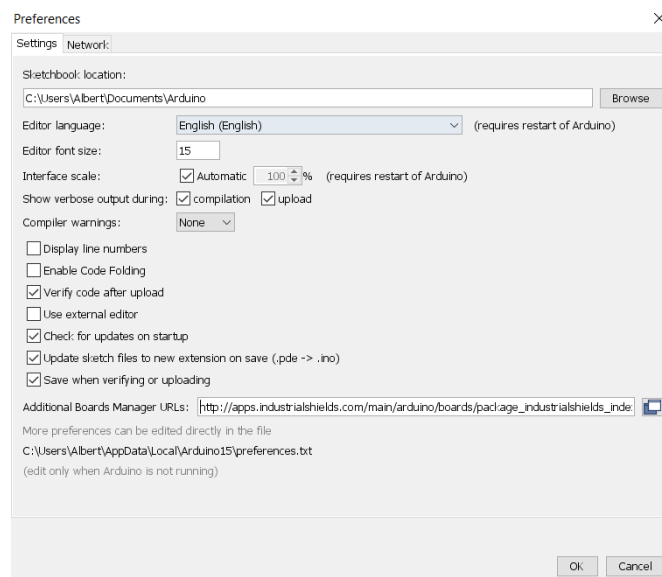 Preferences
Settings Network
Sketchbook location:
C:\Users\Albert\Documents\Arduino Browse
Editor language: English (English) (requires restart of Arduino)
Editor font size: 15
Interface scale: Automatic 100 % (requires restart of Arduino)
Show verbose output during: compilation upload
Compiler warnings: None
Display line numbers
Enable Code Folding
Verify code after upload
Use external editor
Check for updates on startup
Update sketch files to new extension on save (.pde -> .ino)
Save when verifying or uploading
Additional Boards Manager URLs: http://apps.industrialshields.com/main/arduino/boards/package_industrialshields_inde
More preferences can be edited directly in the file
C:\Users\Albert\AppData\Local\Arduino15\preferences.txt
(edit only when Arduino is not running)
OK Cancel